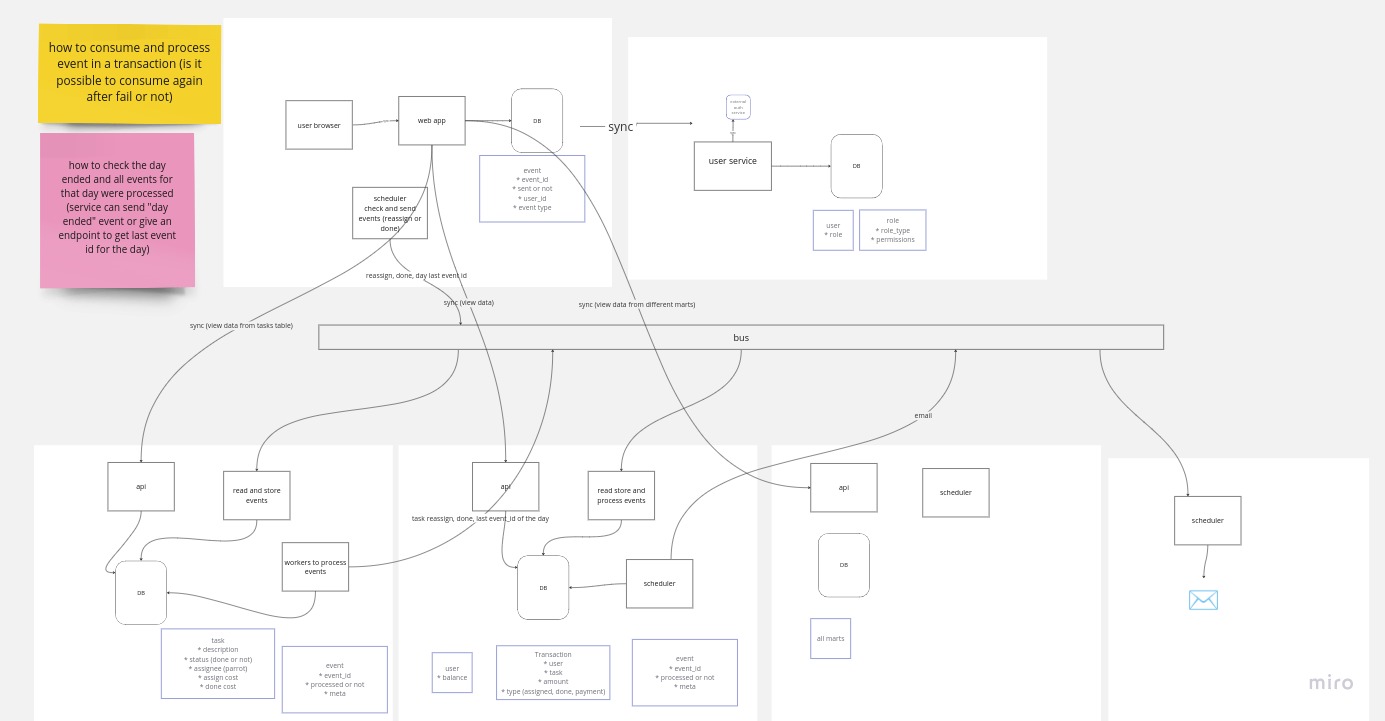 how to consume and process
event in a transaction (is it
possible to consume again
after fail or not)
how to check the day
ended and all events for
that day were processed
(service can send "day
ended" event or give an
endpoint to get last event
id for the day)
user browser
web app
DB
scheduler
check and send
events (reassign or
done)
event
* event_id
* sent or not
* user_id
* event type
sync
external
auth
service
user service
DB
user
* role
role
* role_type
* permissions
reassign, done, day last event id
sync (view data)
sync (view data from different marts)
sync (view data from tasks table)
bus
email
api
read and store
events
workers to process
events
DB
task
* description
* status (done or not)
* assignee (parrot)
* assign cost
* done cost
event
* event_id
* processed or not
* meta
api
read store and
process events
task reassign, done, last event_id of the day
DB
scheduler
user
* balance
Transaction
* user
* task
* amount
* type (assigned, done, payment)
event
* event_id
* processed or not
* meta
api
scheduler
DB
all marts
scheduler
miro